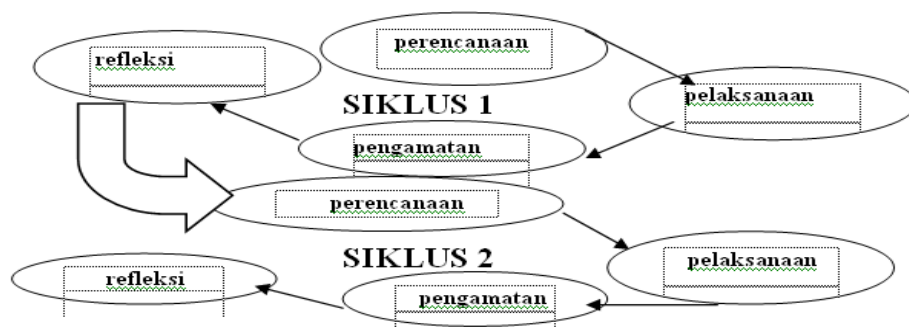 perencanaan
refleksi
pelaksanaan
SIKLUS 1
pengamatan
perencanaan
SIKLUS 2
pelaksanaan
refleksi
pengamatan